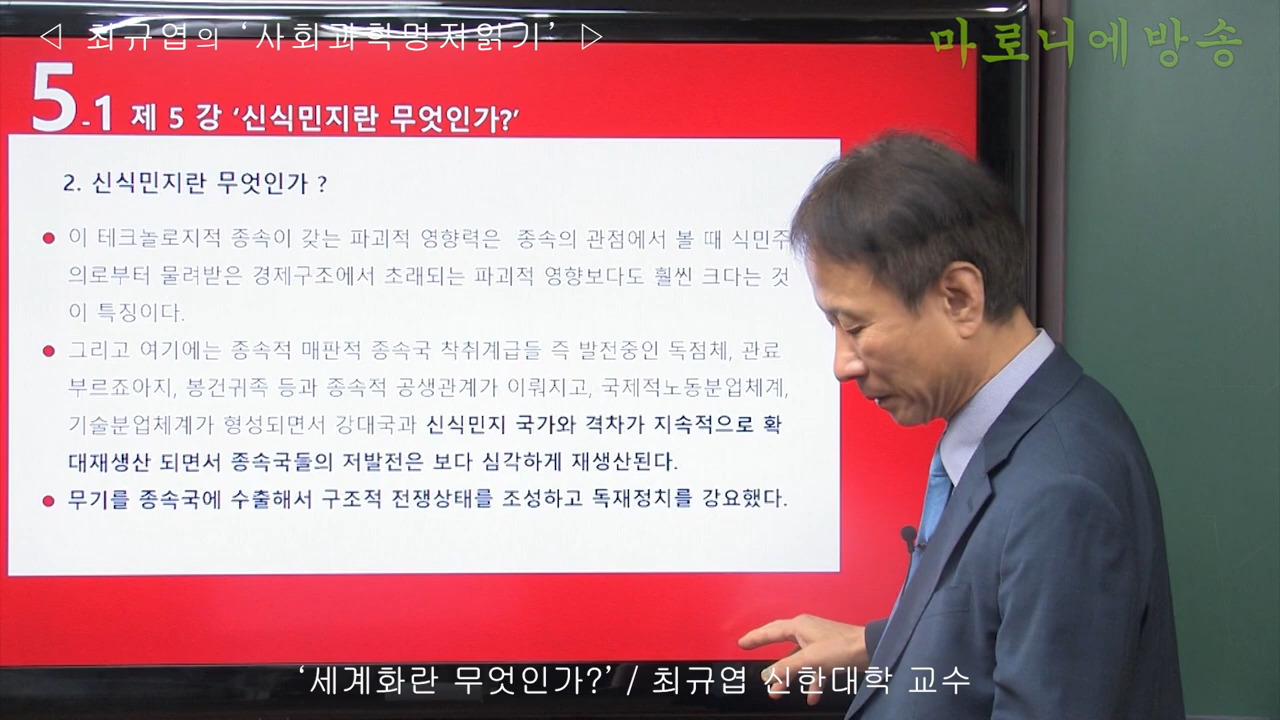 ◁ 최규엽의 ‘사회과학명저읽기’ ▷
마로니에방송
5-1 제 5 강 ‘신식민지란 무엇인가?’
2. 신식민지란 무엇인가 ?
● 이 테크놀로지적 종속이 갖는 파괴적 영향력은 종속의 관점에서 볼 때 식민주
의로부터 물려받은 경제구조에서 초래되는 파괴적 영향보다도 훨씬 크다는 것
이 특징이다.
● 그리고 여기에는 종속적 매판적 종속국 착취계급들 즉 발전중인 독점체, 관료
부르죠아지, 봉건귀족 등과 종속적 공생관계가 이뤄지고, 국제적노동분업체계,
기술분업체계가 형성되면서 강대국과 신식민지 국가와 격차가 지속적으로 확
대재생산 되면서 종속국들의 저발전은 보다 심각하게 재생산된다.
● 무기를 종속국에 수출해서 구조적 전쟁상태를 조성하고 독재정치를 강요했다.
‘세계화란 무엇인가?’ / 최규엽 신한대학 교수